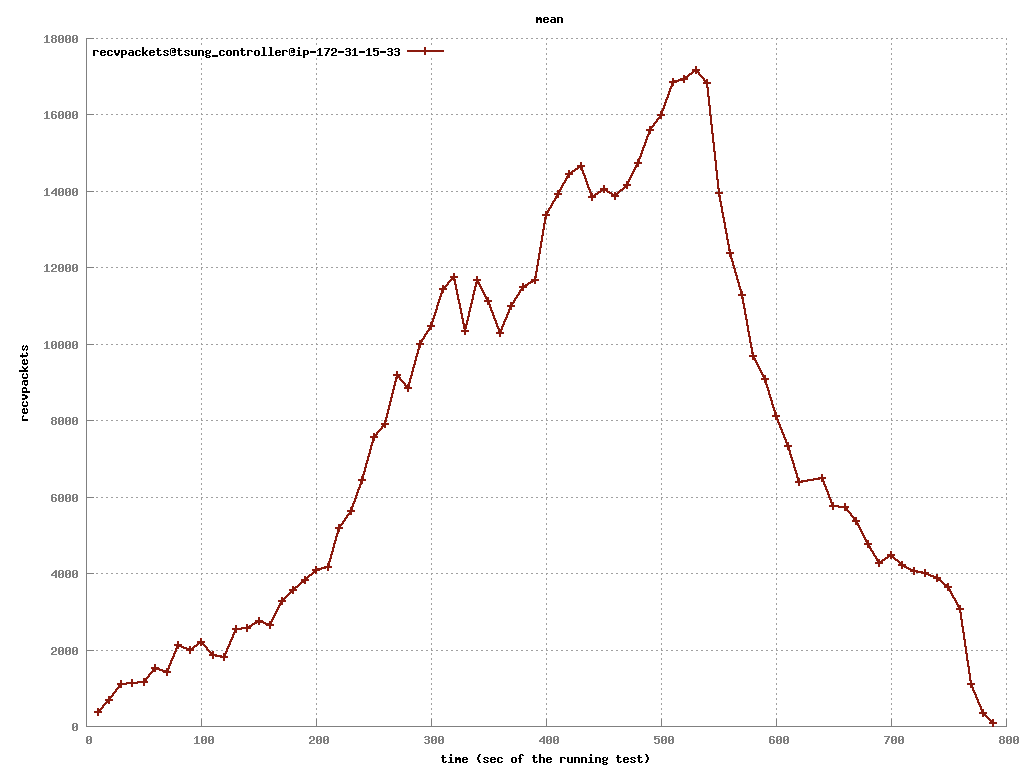 mean
recvpackets@tsung_controller@ip-172-31-15-33
18000
16000
14000
12000
10000
8000
6000
4000
2000
0
recvpackets
0 100 200 300 400 500 600 700 800
time (sec of the running test)